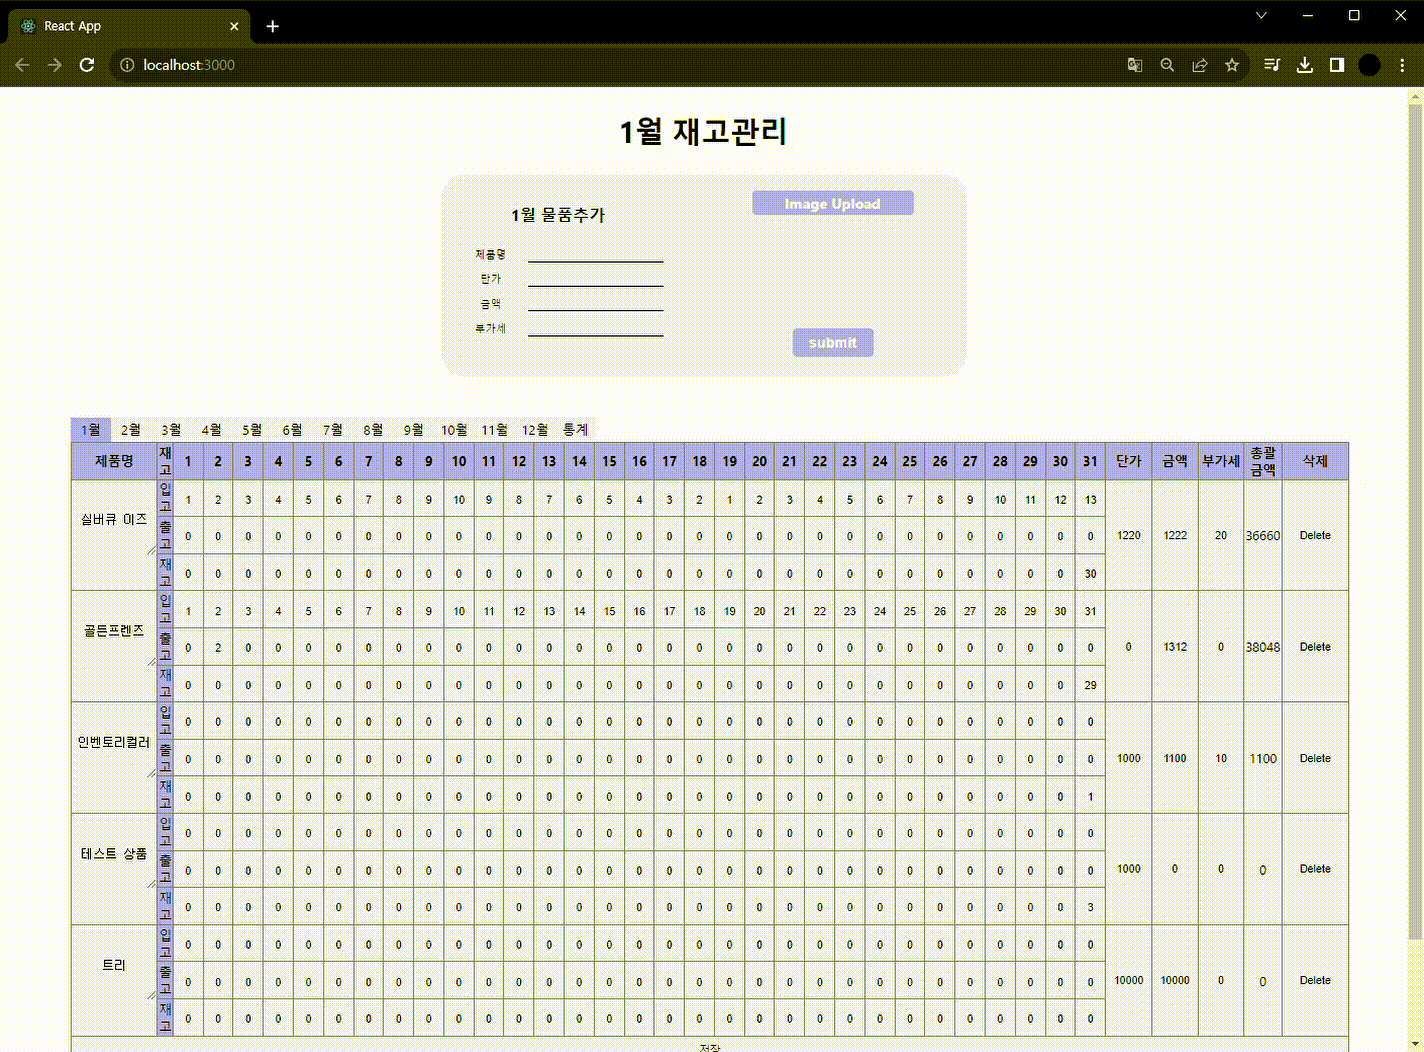 React App
localhost:3000
1월 재고관리
1월 물품추가
Image Upload
제품명
단가
금액
부가세
submit
1월 2월 3월 4월 5월 6월 7월 8월 9월 10월 11월 12월 통계
제품명 재고 1 2 3 4 5 6 7 8 9 10 11 12 13 14 15 16 17 18 19 20 21 22 23 24 25 26 27 28 29 30 31 단가 금액 부가세 총괄금액 삭제
실버큐 이즈 입고 1 2 3 4 5 6 7 8 9 10 9 8 7 6 5 4 3 2 1 2 3 4 5 6 7 8 9 10 11 12 13 1220 1222 20 36660 Delete
출고 0 0 0 0 0 0 0 0 0 0 0 0 0 0 0 0 0 0 0 0 0 0 0 0 0 0 0 0 0 0 0
재고 0 0 0 0 0 0 0 0 0 0 0 0 0 0 0 0 0 0 0 0 0 0 0 0 0 0 0 0 0 0 30
골든프렌즈 입고 1 2 3 4 5 6 7 8 9 10 11 12 13 14 15 16 17 18 19 20 21 22 23 24 25 26 27 28 29 30 31 0 1312 0 38048 Delete
출고 0 2 0 0 0 0 0 0 0 0 0 0 0 0 0 0 0 0 0 0 0 0 0 0 0 0 0 0 0 0 0
재고 0 0 0 0 0 0 0 0 0 0 0 0 0 0 0 0 0 0 0 0 0 0 0 0 0 0 0 0 0 0 29
인벤토리컬러 입고 0 0 0 0 0 0 0 0 0 0 0 0 0 0 0 0 0 0 0 0 0 0 0 0 0 0 0 0 0 0 0 1000 1100 10 1100 Delete
출고 0 0 0 0 0 0 0 0 0 0 0 0 0 0 0 0 0 0 0 0 0 0 0 0 0 0 0 0 0 0 0
재고 0 0 0 0 0 0 0 0 0 0 0 0 0 0 0 0 0 0 0 0 0 0 0 0 0 0 0 0 0 0 1
테스트 상품 입고 0 0 0 0 0 0 0 0 0 0 0 0 0 0 0 0 0 0 0 0 0 0 0 0 0 0 0 0 0 0 0 1000 0 0 0 Delete
출고 0 0 0 0 0 0 0 0 0 0 0 0 0 0 0 0 0 0 0 0 0 0 0 0 0 0 0 0 0 0 0
재고 0 0 0 0 0 0 0 0 0 0 0 0 0 0 0 0 0 0 0 0 0 0 0 0 0 0 0 0 0 0 3
트리 입고 0 0 0 0 0 0 0 0 0 0 0 0 0 0 0 0 0 0 0 0 0 0 0 0 0 0 0 0 0 0 0 10000 10000 0 0 Delete
출고 0 0 0 0 0 0 0 0 0 0 0 0 0 0 0 0 0 0 0 0 0 0 0 0 0 0 0 0 0 0 0
재고 0 0 0 0 0 0 0 0 0 0 0 0 0 0 0 0 0 0 0 0 0 0 0 0 0 0 0 0 0 0 0
저장